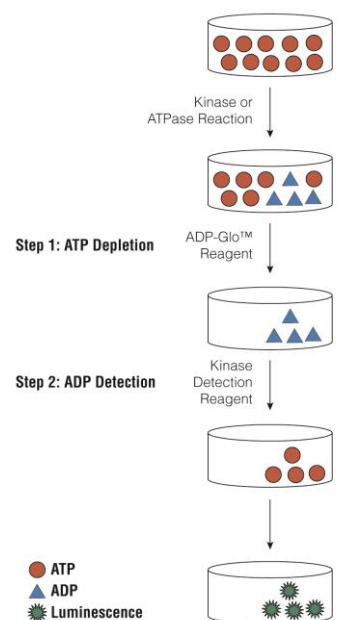 Kinase or
ATPase Reaction
Step 1: ATP Depletion
ADP-Glo™
Reagent
Step 2: ADP Detection
Kinase
Detection
Reagent
ATP
ADP
Luminescence